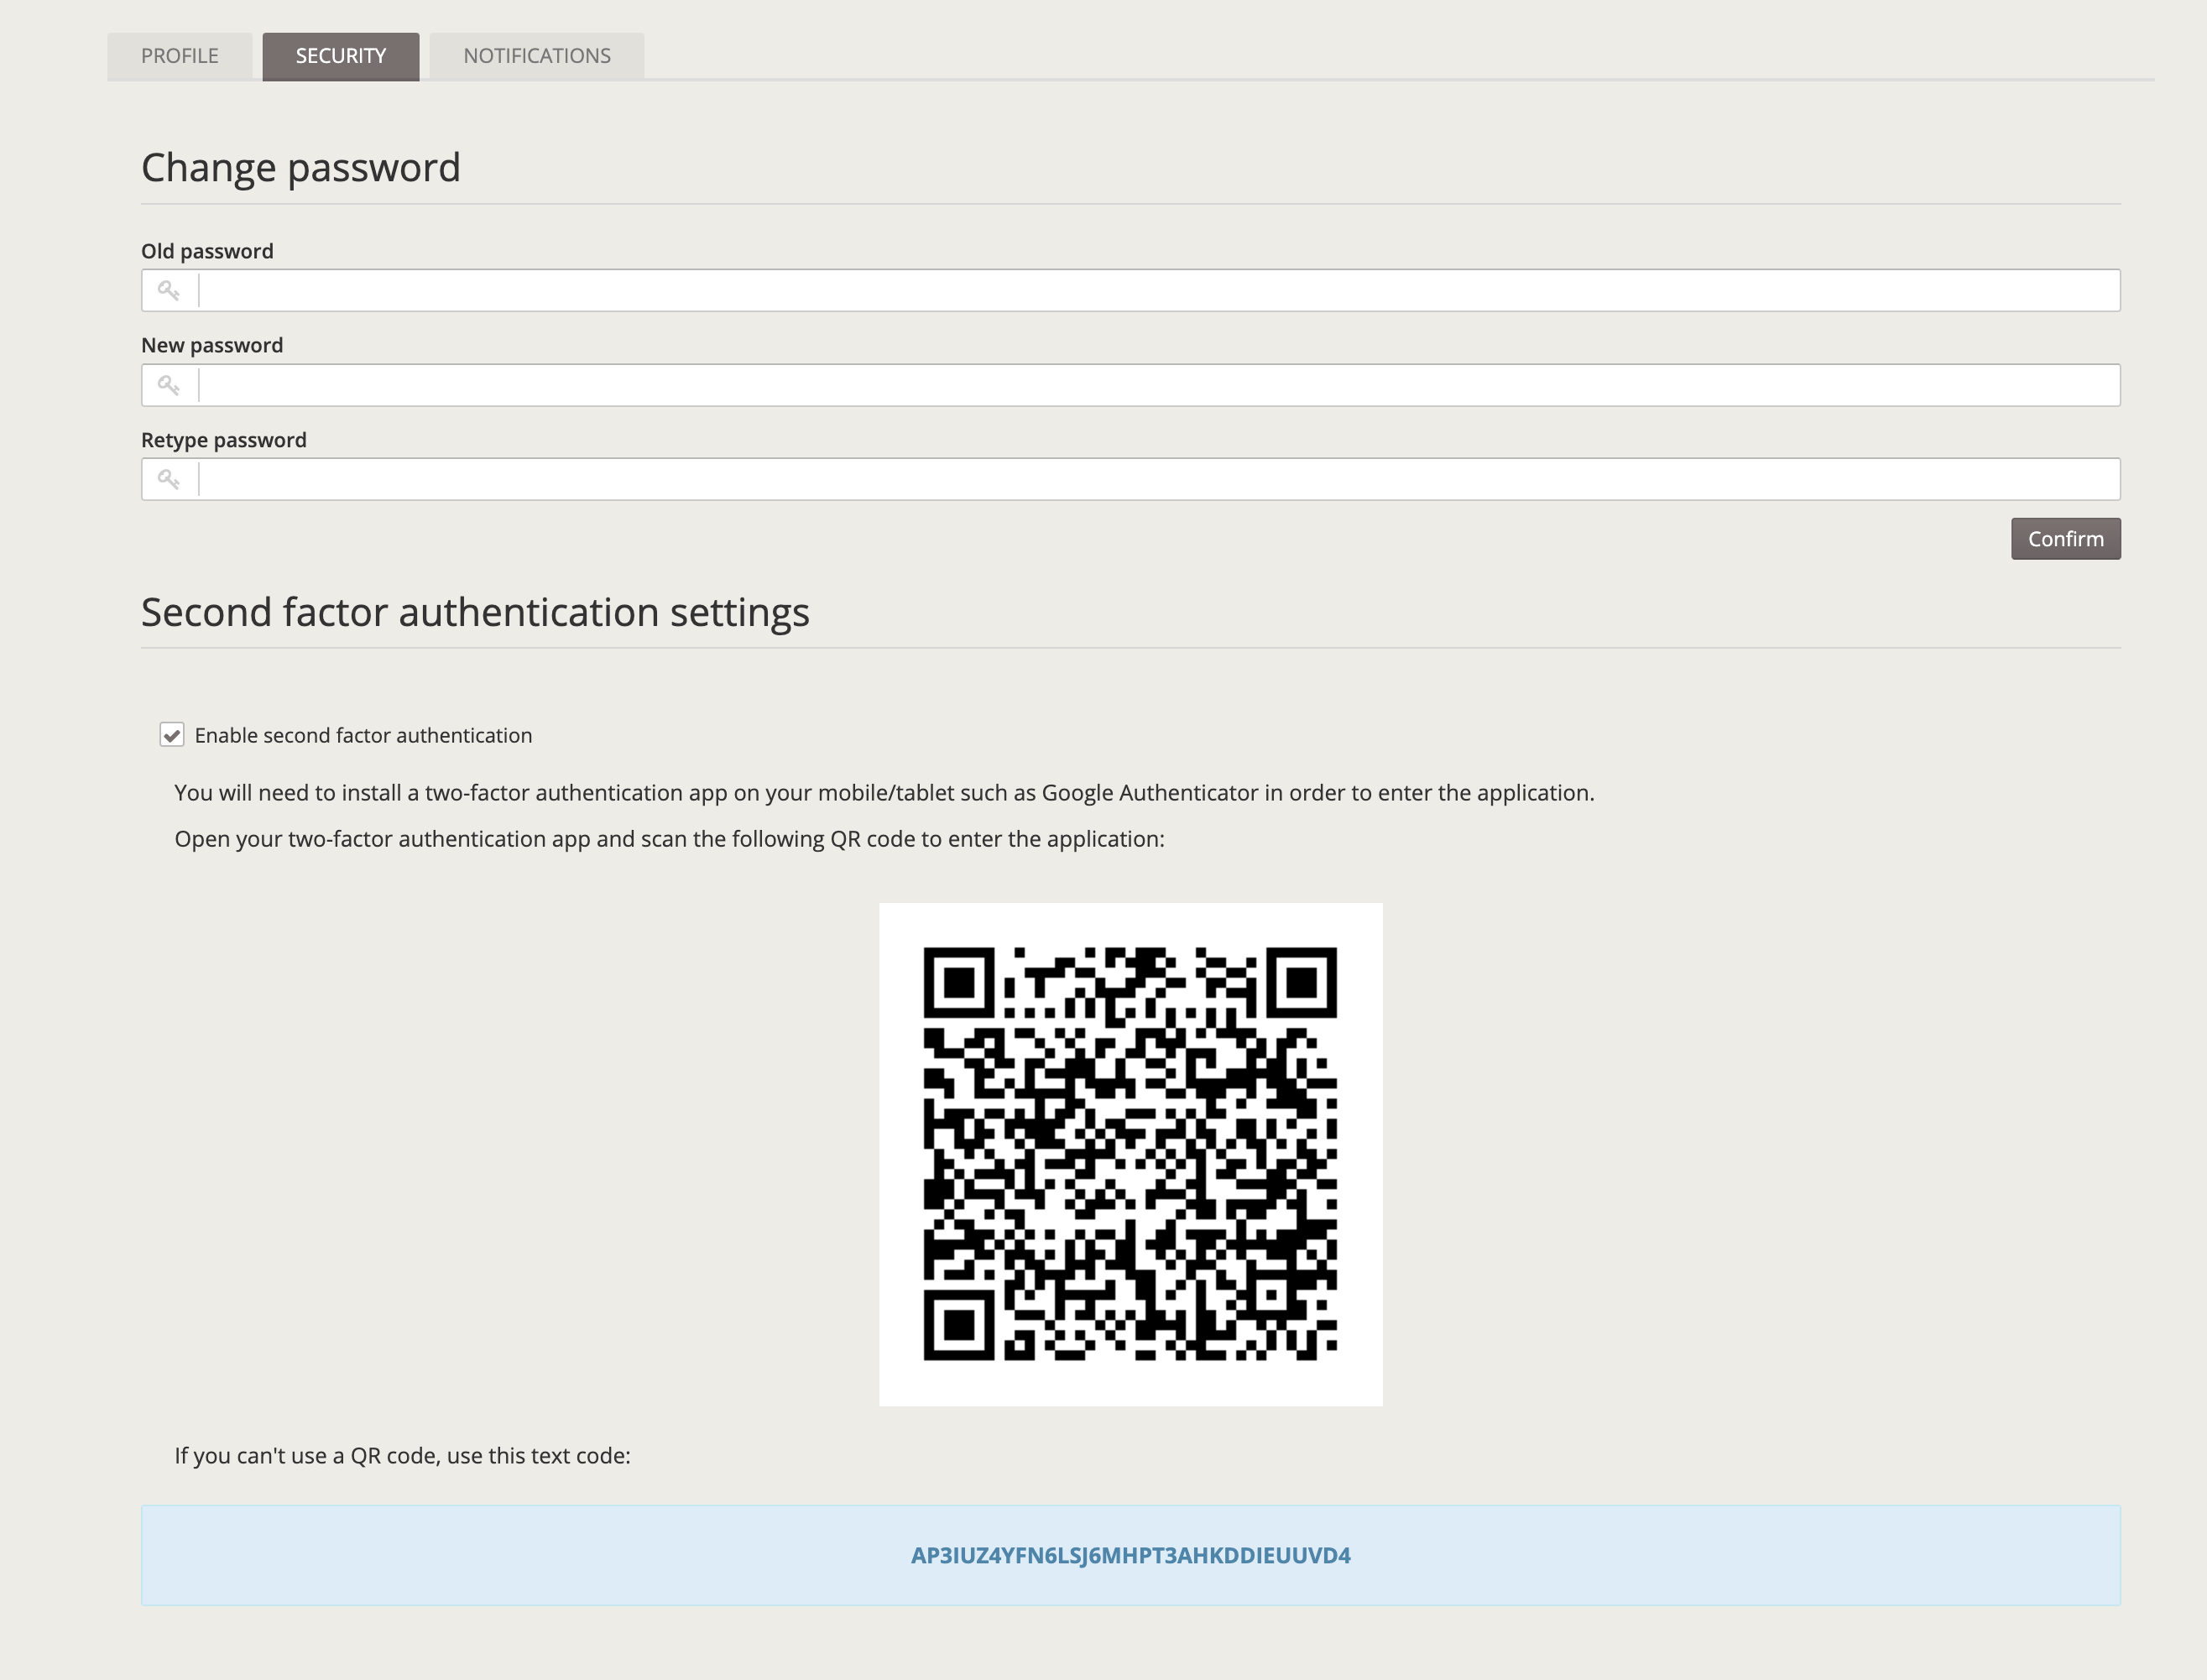 PROFILE
SECURITY
NOTIFICATIONS
Change password
Old password
New password
Retype password
Confirm
Second factor authentication settings
Enable second factor authentication
You will need to install a two-factor authentication app on your mobile/tablet such as Google Authenticator in order to enter the application.
Open your two-factor authentication app and scan the following QR code to enter the application:
If you can't use a QR code, use this text code:
AP3IUZ4YFN6LSJ6MHPT3AHKDDIEUUVD4